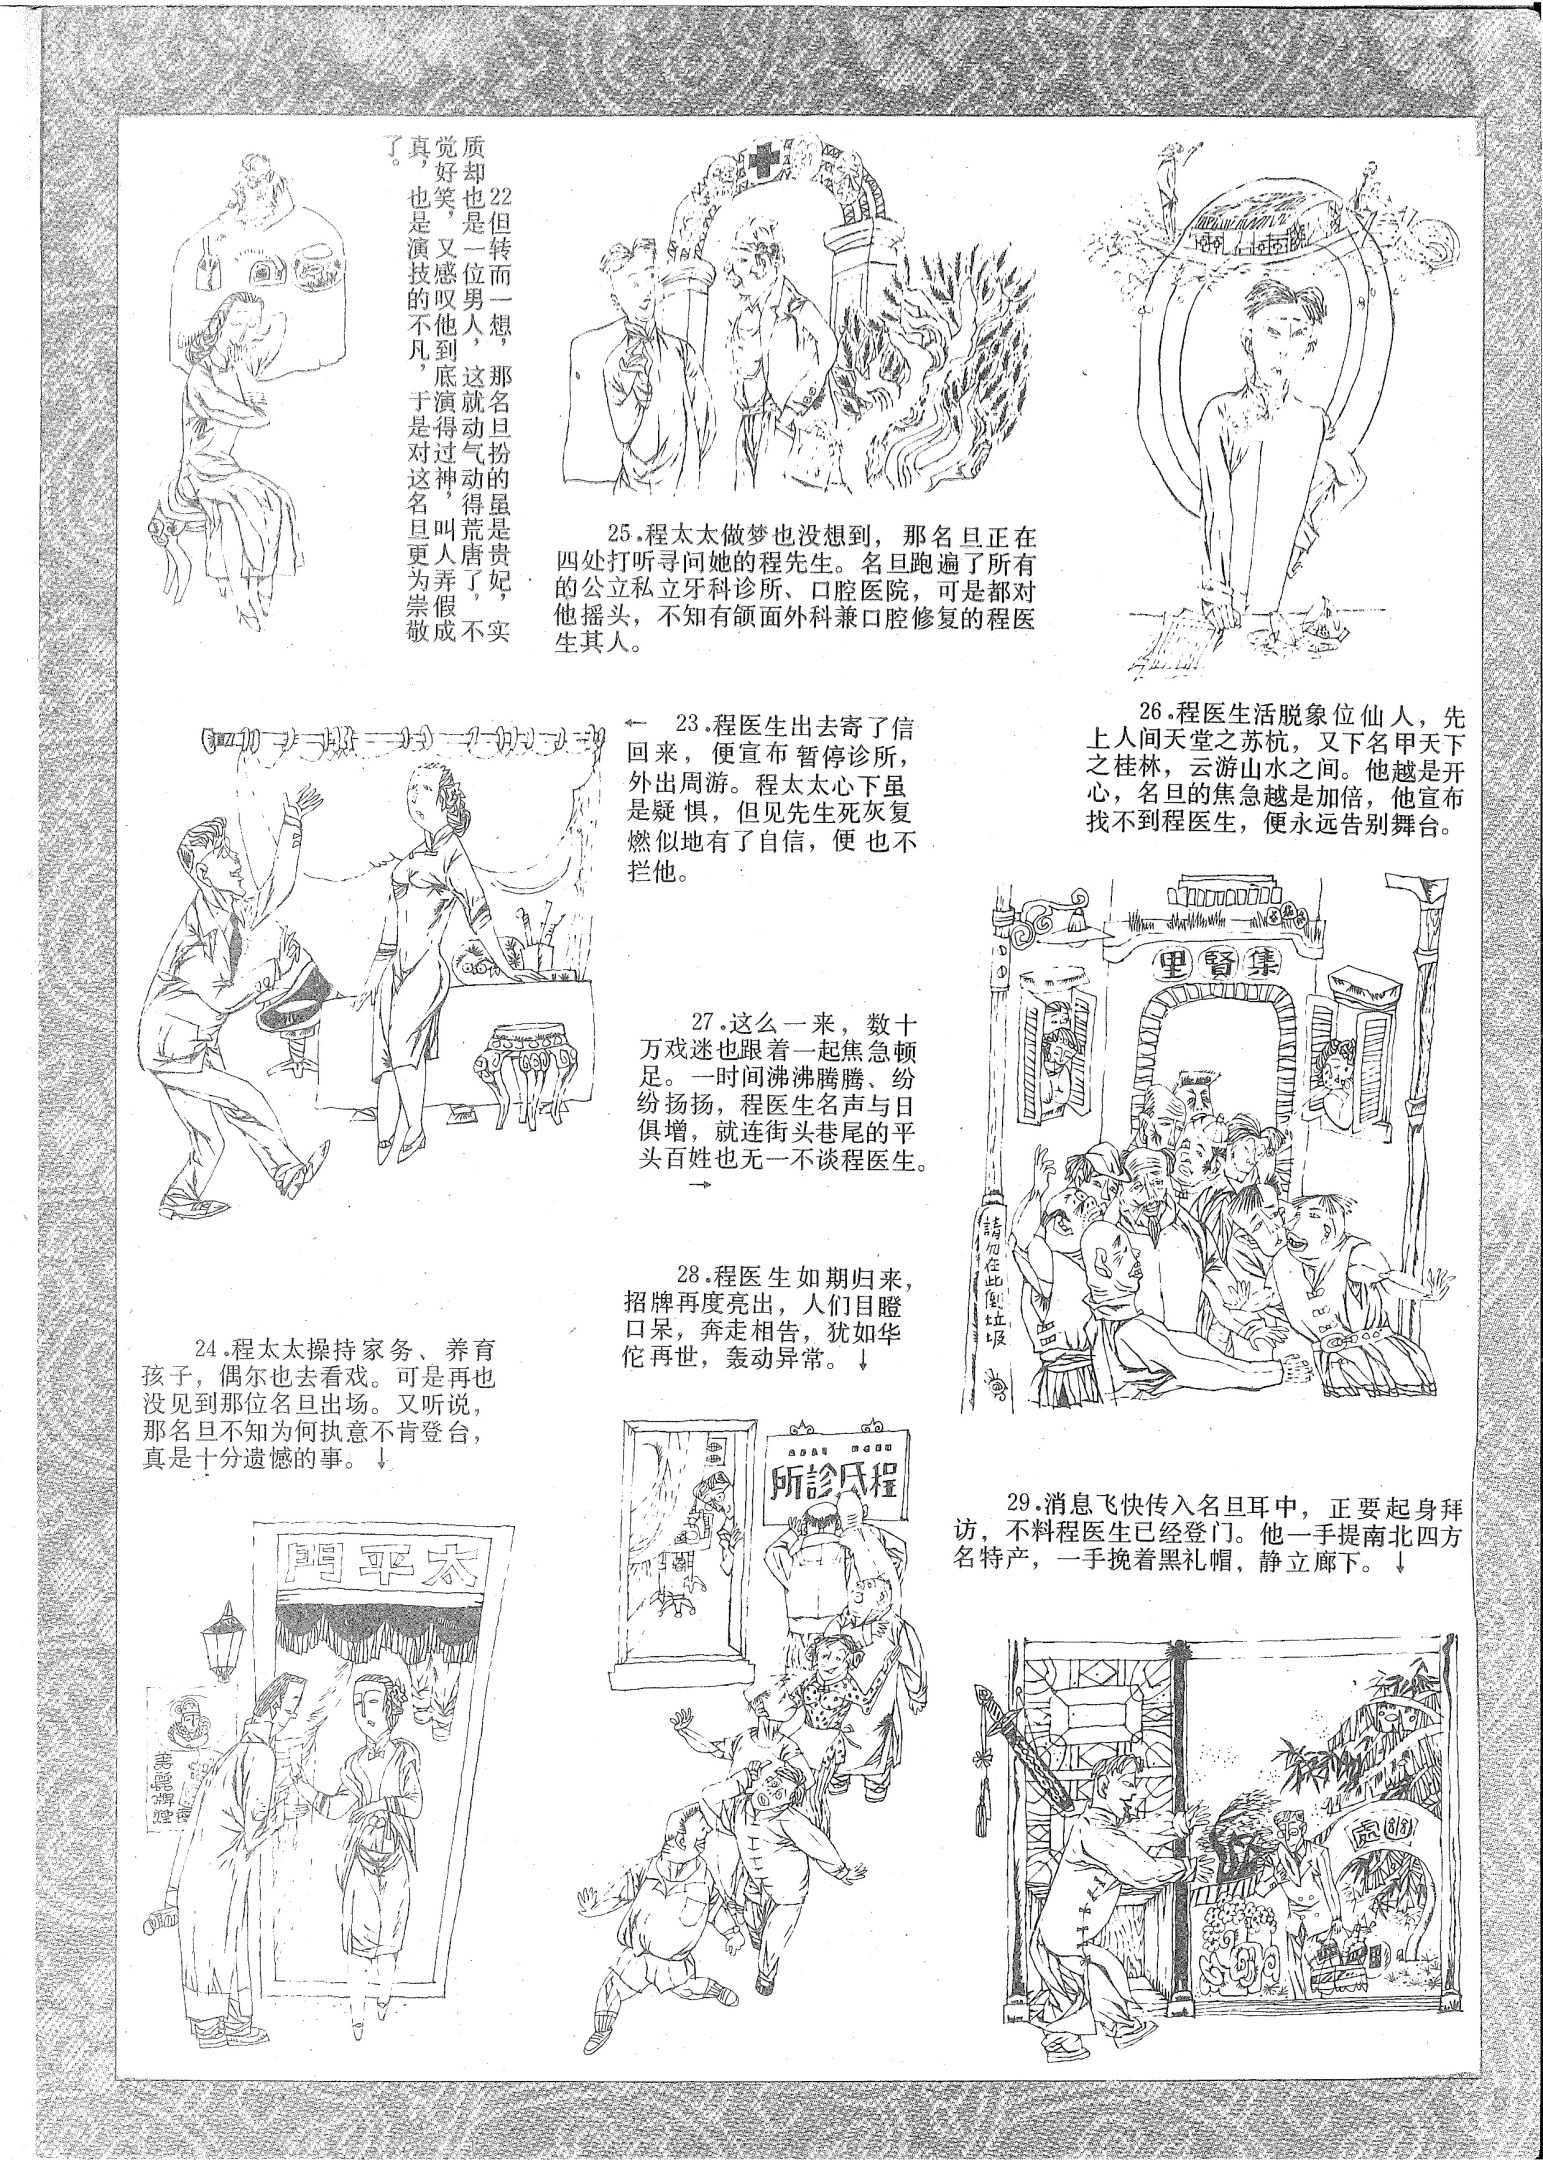 22但转而一想，那名旦扮的虽是贵妃，实
质却也是一位男人，这就动气动得荒唐了，不
觉好笑，又感叹他到底演得过神，叫人弄假成
真，也是演技的不凡，于是对这名旦更为崇敬
了。
← 23.程医生出去寄了信
回来，便宣布暂停诊所，
外出周游。程太太心下虽
是疑惧，但见先生死灰复
燃似地有了自信，便也不
拦他。
24.程太太操持家务、养育
孩子，偶尔也去看戏。可是再也
没见到那位名旦出场。又听说，
那名旦不知为何执意不肯登台，
真是十分遗憾的事。↓
太平門
25.程太太做梦也没想到，那名旦正在
四处打听寻问她的程先生。名旦跑遍了所有
的公立私立牙科诊所、口腔医院，可是都对
他摇头，不知有颌面外科兼口腔修复的程医
生其人。
26.程医生活脱象位仙人，先
上人间天堂之苏杭，又下名甲天下
之桂林，云游山水之间。他越是开
心，名旦的焦急越是加倍，他宣布
找不到程医生，便永远告别舞台。
27.这么一来，数十
万戏迷也跟着一起焦急顿
足。一时间沸沸腾腾、纷
纷扬扬，程医生名声与日
俱增，就连街头巷尾的平
头百姓也无一不谈程医生。
→
集賢里
請勿在此倒垃圾
28.程医生如期归来，
招牌再度亮出，人们目瞪
口呆，奔走相告，犹如华
佗再世，轰动异常。↓
程氏診所
29.消息飞快传入名旦耳中，正要起身拜
访，不料程医生已经登门。他一手提南北四方
名特产，一手挽着黑礼帽，静立廊下。↓